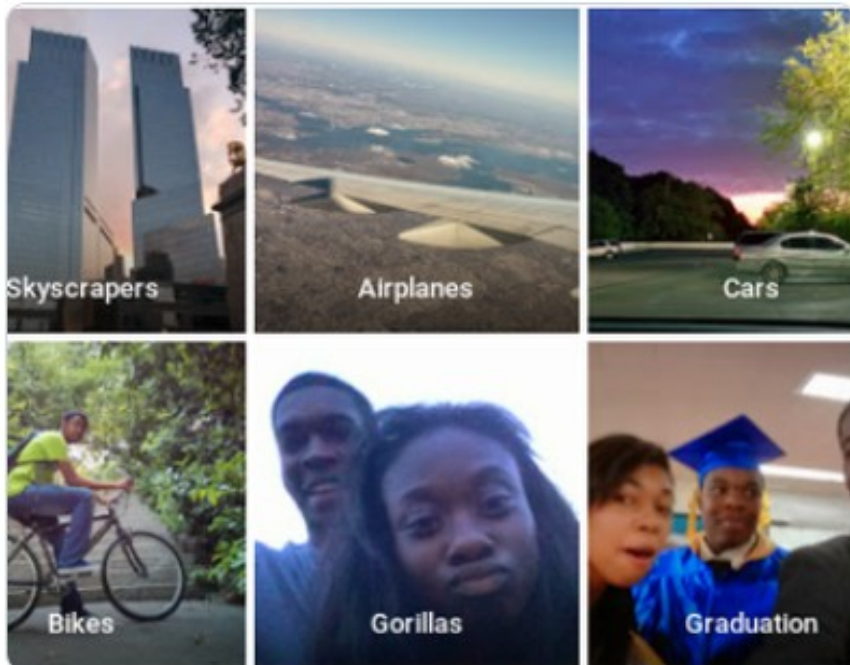 Skyscrapers
Airplanes
Cars
Bikes
Gorillas
Graduation